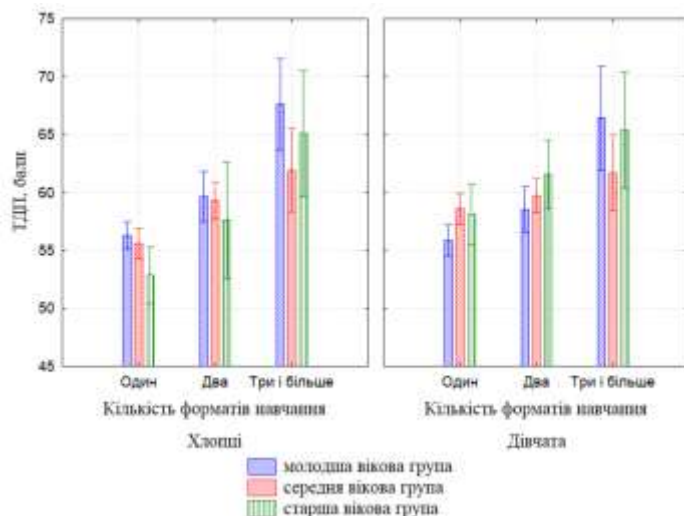 ТДП, бали
75
70
65
60
55
50
45
Один Два Три і більше
Кількість форматів навчання
Хлопці
Один Два Три і більше
Кількість форматів навчання
Дівчата
молодша вікова група
середня вікова група
старша вікова група